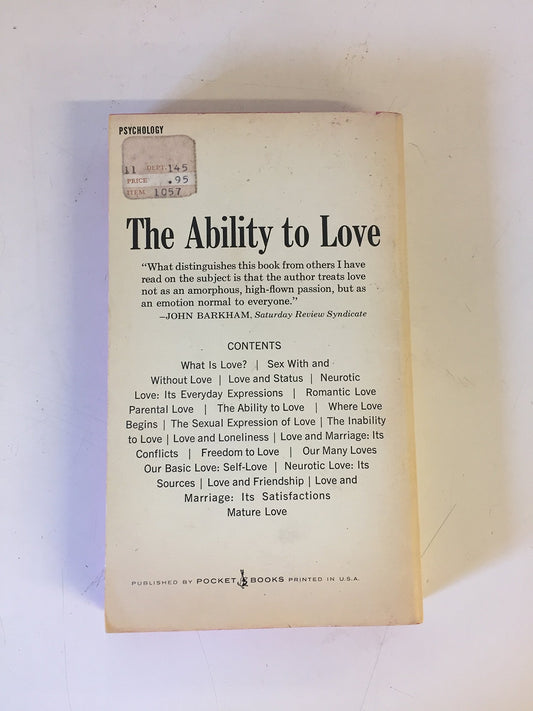 PSYCHOLOGY
11 DEPT. 145
PRICE .95
ITEM 1057
The Ability to Love
“What distinguishes this book from others I have
read on the subject is that the author treats love
not as an amorphous, high-flown passion, but as
an emotion normal to everyone.”
—JOHN BARKHAM, Saturday Review Syndicate
CONTENTS
What Is Love? | Sex With and
Without Love | Love and Status | Neurotic
Love: Its Everyday Expressions | Romantic Love
Parental Love | The Ability to Love | Where Love
Begins | The Sexual Expression of Love | The Inability
to Love | Love and Loneliness | Love and Marriage: Its
Conflicts | Freedom to Love | Our Many Loves
Our Basic Love: Self-Love | Neurotic Love: Its
Sources | Love and Friendship | Love and
Marriage: Its Satisfactions
Mature Love
PUBLISHED BY POCKET BOOKS PRINTED IN U.S.A.